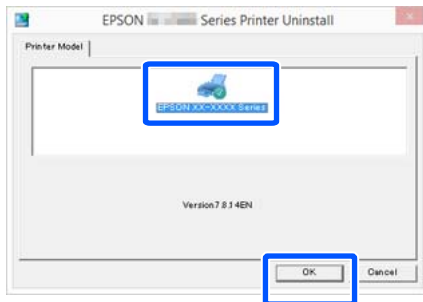 EPSON Series Printer Uninstall
Printer Model
EPSON XX-XXXX Series
Version7.8.14EN
OK Cancel